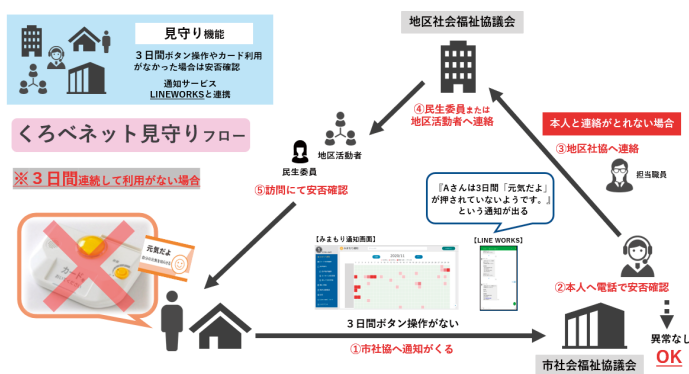 見守り機能
３日間ボタン操作やカード利用
がなかった場合は安否確認
通知サービス
LINEWORKSと連携
くろべネット見守りフロー
※３日間連続して利用がない場合
地区社会福祉協議会
④民生委員または
地区活動者へ連絡
本人と連絡がとれない場合
③地区社協へ連絡
担当職員
地区活動者
民生委員
⑤訪問にて安否確認
『Aさんは3日間「元気だよ」
が押されていないようです。』
という通知が出る
【みまもり通知画面】
【LINE WORKS】
2024/11
元気だよ
カード
②本人へ電話で安否確認
３日間ボタン操作がない
①市社協へ通知がくる
異常なし
OK
市社会福祉協議会